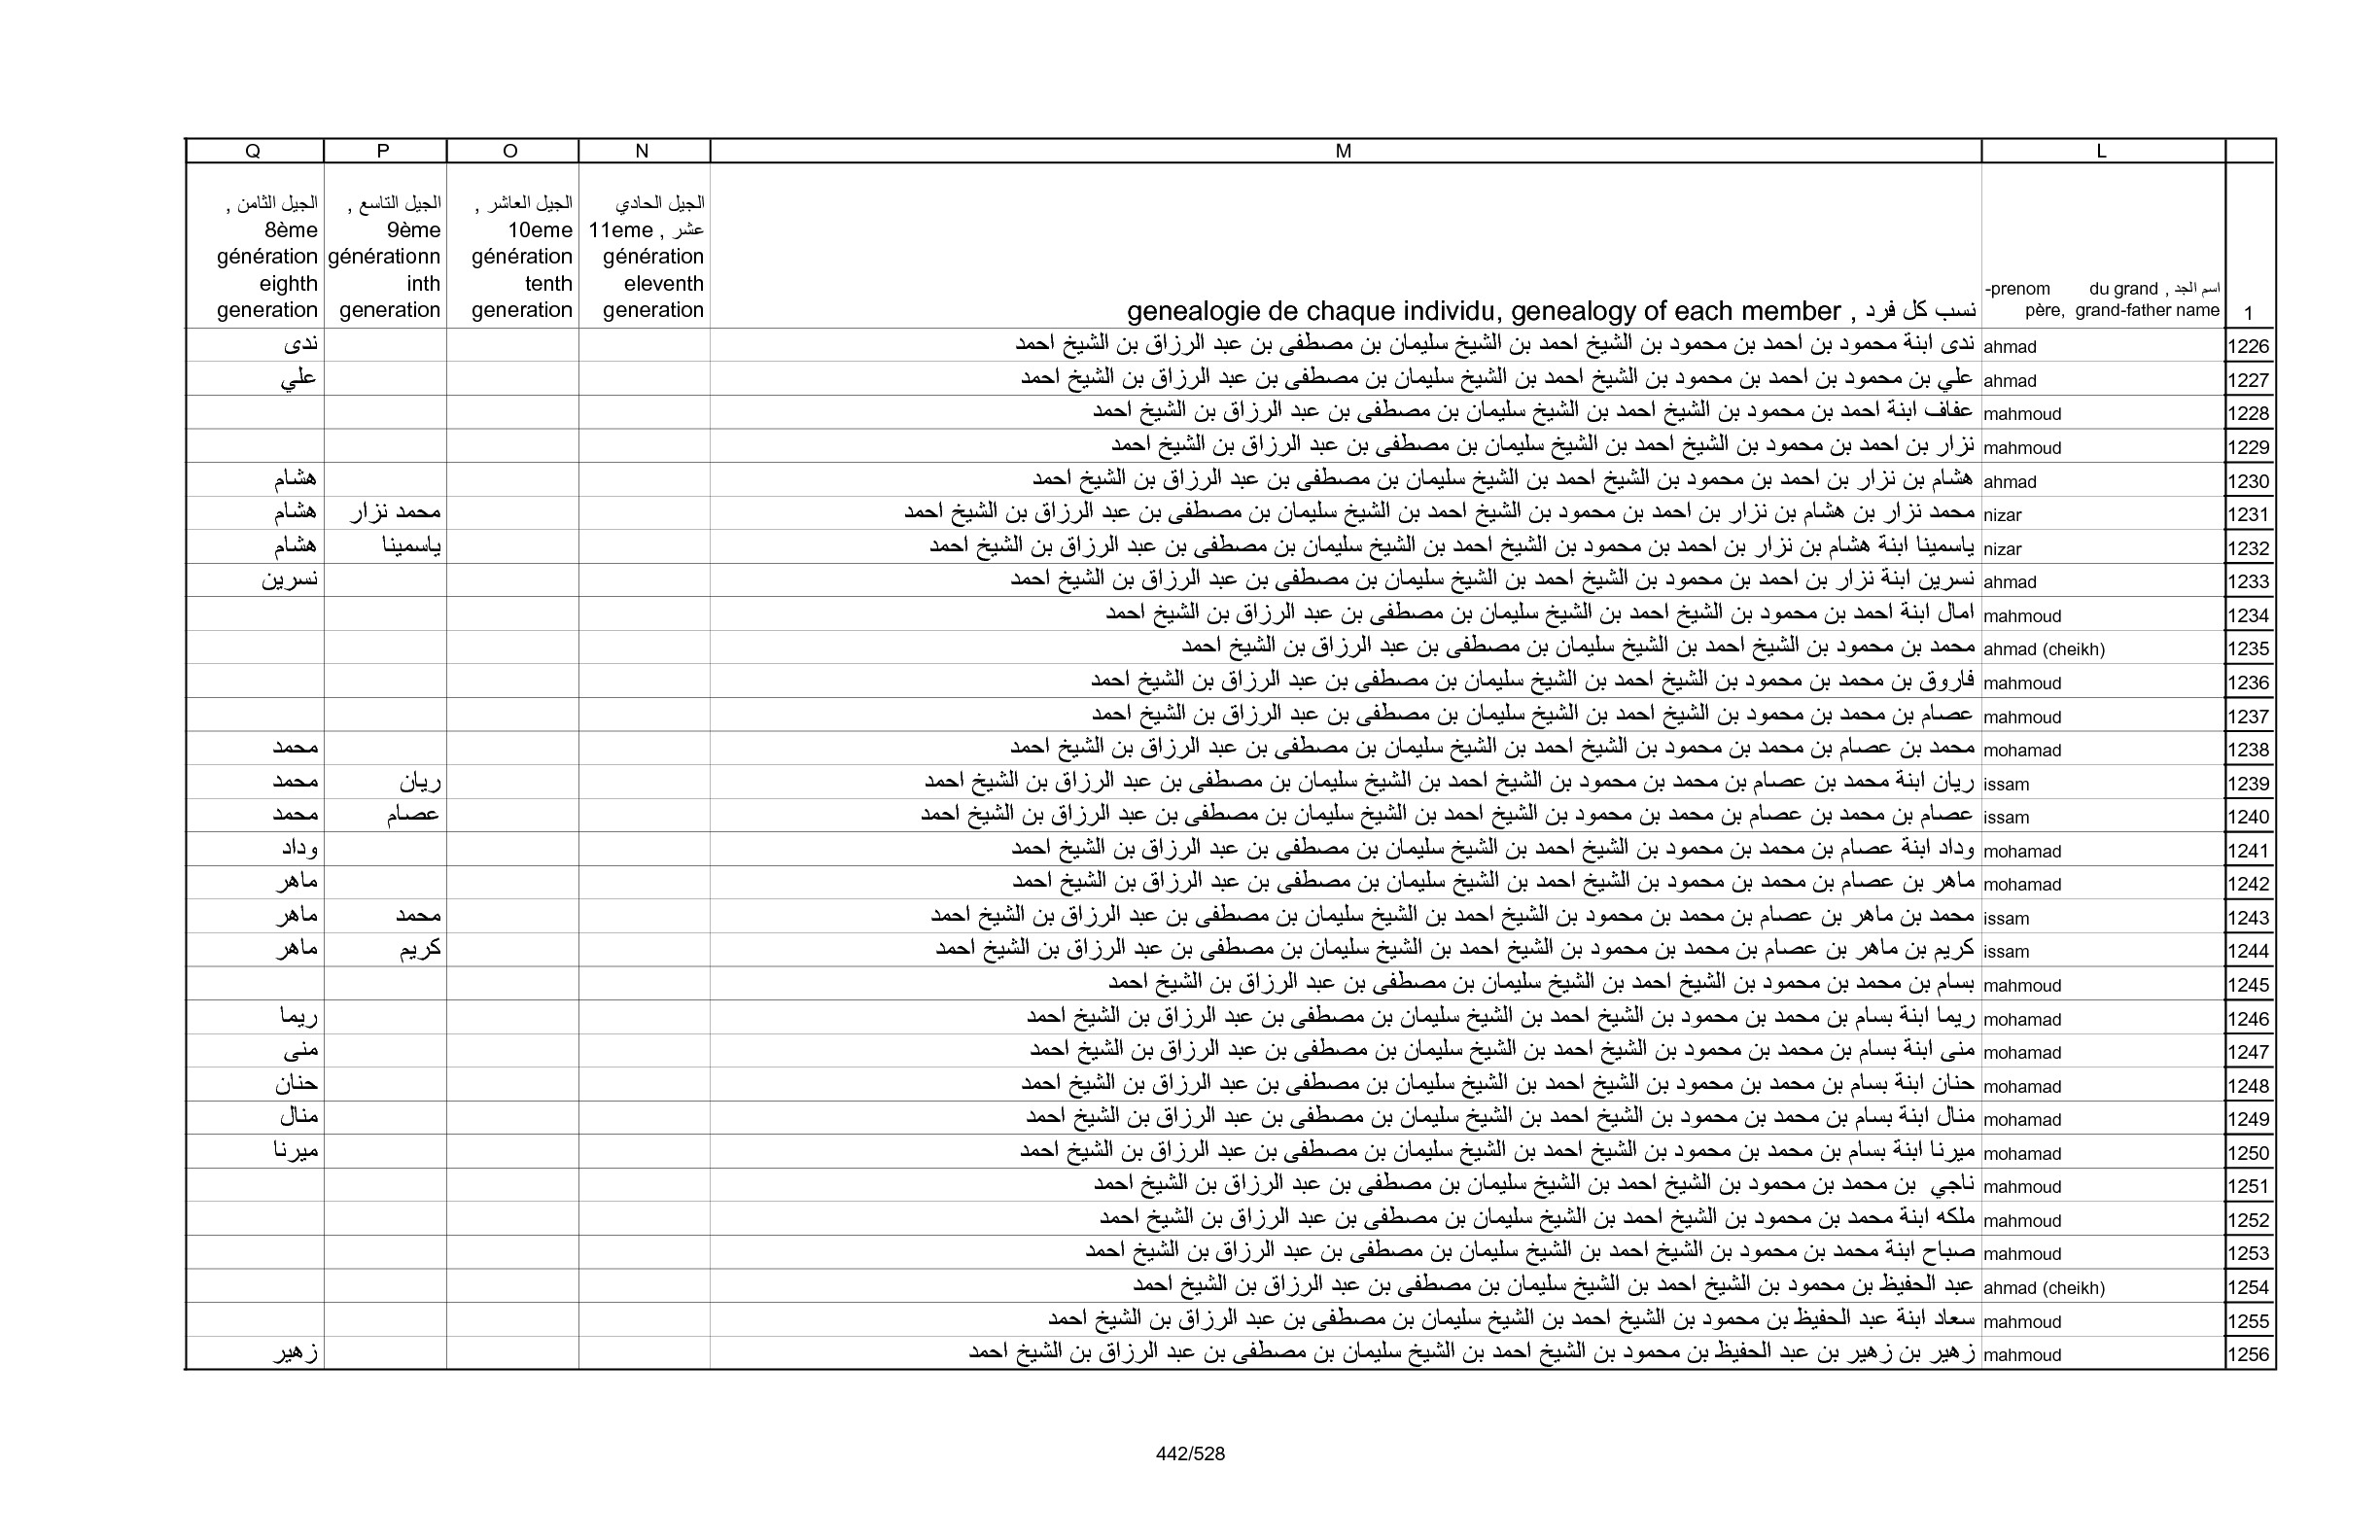 L M N O P Q
1 اسم الجد , prenom du grand-père, grand-father name نسب كل فرد , genealogie de chaque individu, genealogy of each member الجيل الحادي عشر , 11eme génération eleventh generation الجيل العاشر , 10eme génération tenth generation الجيل التاسع , 9ème générationn inth generation الجيل الثامن , 8ème génération eighth generation
1226 ahmad ندى ابنة محمود بن احمد بن محمود بن الشيخ احمد بن الشيخ سليمان بن مصطفى بن عبد الرزاق بن الشيخ احمد ندى
1227 ahmad علي بن محمود بن احمد بن محمود بن الشيخ احمد بن الشيخ سليمان بن مصطفى بن عبد الرزاق بن الشيخ احمد علي
1228 mahmoud عفاف ابنة احمد بن محمود بن الشيخ احمد بن الشيخ سليمان بن مصطفى بن عبد الرزاق بن الشيخ احمد
1229 mahmoud نزار بن احمد بن محمود بن الشيخ احمد بن الشيخ سليمان بن مصطفى بن عبد الرزاق بن الشيخ احمد
1230 ahmad هشام بن نزار بن احمد بن محمود بن الشيخ احمد بن الشيخ سليمان بن مصطفى بن عبد الرزاق بن الشيخ احمد هشام
1231 nizar محمد نزار بن هشام بن نزار بن احمد بن محمود بن الشيخ احمد بن الشيخ سليمان بن مصطفى بن عبد الرزاق بن الشيخ احمد محمد نزار هشام
1232 nizar ياسمينا ابنة هشام بن نزار بن احمد بن محمود بن الشيخ احمد بن الشيخ سليمان بن مصطفى بن عبد الرزاق بن الشيخ احمد ياسمينا هشام
1233 ahmad نسرين ابنة نزار بن احمد بن محمود بن الشيخ احمد بن الشيخ سليمان بن مصطفى بن عبد الرزاق بن الشيخ احمد نسرين
1234 mahmoud امال ابنة احمد بن محمود بن الشيخ احمد بن الشيخ سليمان بن مصطفى بن عبد الرزاق بن الشيخ احمد
1235 ahmad (cheikh) محمد بن محمود بن الشيخ احمد بن الشيخ سليمان بن مصطفى بن عبد الرزاق بن الشيخ احمد
1236 mahmoud فاروق بن محمد بن محمود بن الشيخ احمد بن الشيخ سليمان بن مصطفى بن عبد الرزاق بن الشيخ احمد
1237 mahmoud عصام بن محمد بن محمود بن الشيخ احمد بن الشيخ سليمان بن مصطفى بن عبد الرزاق بن الشيخ احمد
1238 mohamad محمد بن عصام بن محمد بن محمود بن الشيخ احمد بن الشيخ سليمان بن مصطفى بن عبد الرزاق بن الشيخ احمد محمد
1239 issam ريان ابنة محمد بن عصام بن محمد بن محمود بن الشيخ احمد بن الشيخ سليمان بن مصطفى بن عبد الرزاق بن الشيخ احمد ريان محمد
1240 issam عصام بن محمد بن عصام بن محمد بن محمود بن الشيخ احمد بن الشيخ سليمان بن مصطفى بن عبد الرزاق بن الشيخ احمد عصام محمد
1241 mohamad وداد ابنة عصام بن محمد بن محمود بن الشيخ احمد بن الشيخ سليمان بن مصطفى بن عبد الرزاق بن الشيخ احمد وداد
1242 mohamad ماهر بن عصام بن محمد بن محمود بن الشيخ احمد بن الشيخ سليمان بن مصطفى بن عبد الرزاق بن الشيخ احمد ماهر
1243 issam محمد بن ماهر بن عصام بن محمد بن محمود بن الشيخ احمد بن الشيخ سليمان بن مصطفى بن عبد الرزاق بن الشيخ احمد محمد ماهر
1244 issam كريم بن ماهر بن عصام بن محمد بن محمود بن الشيخ احمد بن الشيخ سليمان بن مصطفى بن عبد الرزاق بن الشيخ احمد كريم ماهر
1245 mahmoud بسام بن محمد بن محمود بن الشيخ احمد بن الشيخ سليمان بن مصطفى بن عبد الرزاق بن الشيخ احمد
1246 mohamad ريما ابنة بسام بن محمد بن محمود بن الشيخ احمد بن الشيخ سليمان بن مصطفى بن عبد الرزاق بن الشيخ احمد ريما
1247 mohamad منى ابنة بسام بن محمد بن محمود بن الشيخ احمد بن الشيخ سليمان بن مصطفى بن عبد الرزاق بن الشيخ احمد منى
1248 mohamad حنان ابنة بسام بن محمد بن محمود بن الشيخ احمد بن الشيخ سليمان بن مصطفى بن عبد الرزاق بن الشيخ احمد حنان
1249 mohamad منال ابنة بسام بن محمد بن محمود بن الشيخ احمد بن الشيخ سليمان بن مصطفى بن عبد الرزاق بن الشيخ احمد منال
1250 mohamad ميرنا ابنة بسام بن محمد بن محمود بن الشيخ احمد بن الشيخ سليمان بن مصطفى بن عبد الرزاق بن الشيخ احمد ميرنا
1251 mahmoud ناجي بن محمد بن محمود بن الشيخ احمد بن الشيخ سليمان بن مصطفى بن عبد الرزاق بن الشيخ احمد
1252 mahmoud ملكه ابنة محمد بن محمود بن الشيخ احمد بن الشيخ سليمان بن مصطفى بن عبد الرزاق بن الشيخ احمد
1253 mahmoud صباح ابنة محمد بن محمود بن الشيخ احمد بن الشيخ سليمان بن مصطفى بن عبد الرزاق بن الشيخ احمد
1254 ahmad (cheikh) عبد الحفيظ بن محمود بن الشيخ احمد بن الشيخ سليمان بن مصطفى بن عبد الرزاق بن الشيخ احمد
1255 mahmoud سعاد ابنة عبد الحفيظ بن محمود بن الشيخ احمد بن الشيخ سليمان بن مصطفى بن عبد الرزاق بن الشيخ احمد
1256 mahmoud زهير بن زهير بن عبد الحفيظ بن محمود بن الشيخ احمد بن الشيخ سليمان بن مصطفى بن عبد الرزاق بن الشيخ احمد زهير
442/528